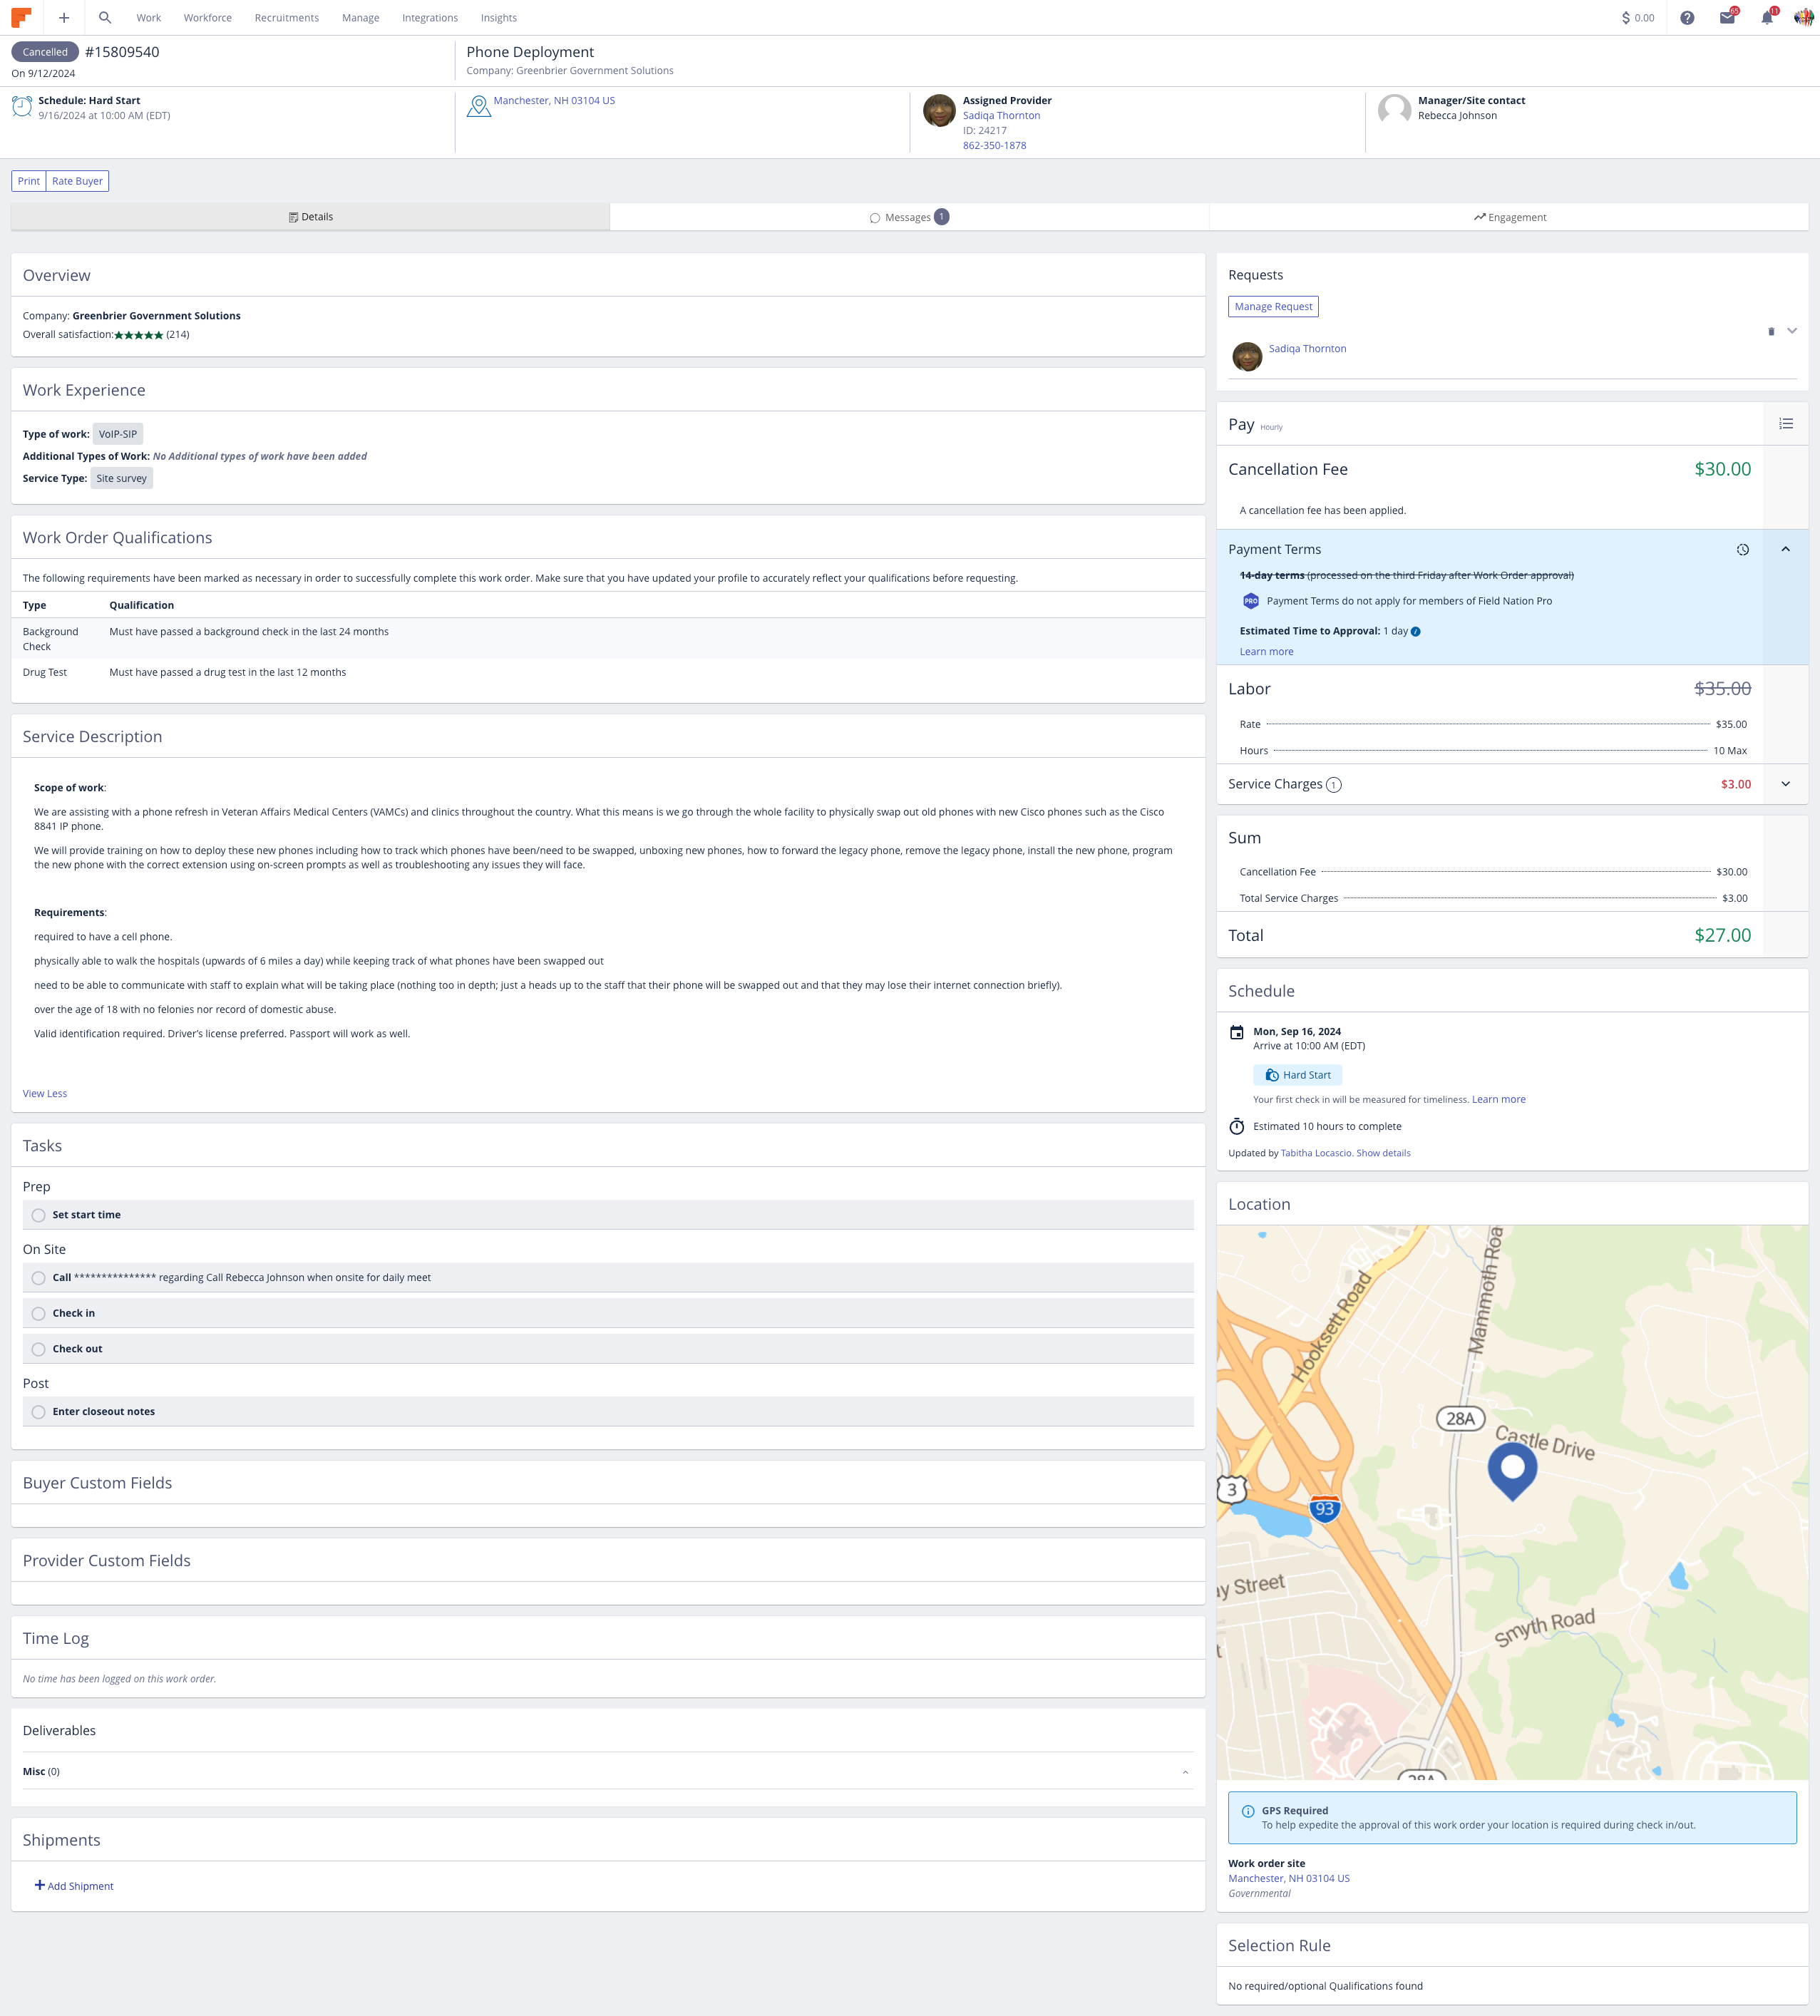 Work Workforce Recruitments Manage Integrations Insights $ 0.00 65 11
Cancelled #15809540
On 9/12/2024
Phone Deployment
Company: Greenbrier Government Solutions
Schedule: Hard Start
9/16/2024 at 10:00 AM (EDT)
Manchester, NH 03104 US
Assigned Provider
Sadiqa Thornton
ID: 24217
862-350-1878
Manager/Site contact
Rebecca Johnson
Print Rate Buyer
Details Messages 1 Engagement
Overview
Company: Greenbrier Government Solutions
Overall satisfaction:★★★★★ (214)
Work Experience
Type of work: VoIP-SIP
Additional Types of Work: No Additional types of work have been added
Service Type: Site survey
Work Order Qualifications
The following requirements have been marked as necessary in order to successfully complete this work order. Make sure that you have updated your profile to accurately reflect your qualifications before requesting.
Type Qualification
Background Must have passed a background check in the last 24 months
Check
Drug Test Must have passed a drug test in the last 12 months
Service Description
Scope of work:
We are assisting with a phone refresh in Veteran Affairs Medical Centers (VAMCs) and clinics throughout the country. What this means is we go through the whole facility to physically swap out old phones with new Cisco phones such as the Cisco
8841 IP phone.
We will provide training on how to deploy these new phones including how to track which phones have been/need to be swapped, unboxing new phones, how to forward the legacy phone, remove the legacy phone, install the new phone, program
the new phone with the correct extension using on-screen prompts as well as troubleshooting any issues they will face.
Requirements:
required to have a cell phone.
physically able to walk the hospitals (upwards of 6 miles a day) while keeping track of what phones have been swapped out
need to be able to communicate with staff to explain what will be taking place (nothing too in depth; just a heads up to the staff that their phone will be swapped out and that they may lose their internet connection briefly).
over the age of 18 with no felonies nor record of domestic abuse.
Valid identification required. Driver's license preferred. Passport will work as well.
View Less
Tasks
Prep
Set start time
On Site
Call *************** regarding Call Rebecca Johnson when onsite for daily meet
Check in
Check out
Post
Enter closeout notes
Buyer Custom Fields
Provider Custom Fields
Time Log
No time has been logged on this work order.
Deliverables
Misc (0)
Shipments
+ Add Shipment
Requests
Manage Request
Sadiqa Thornton
Pay Hourly
Cancellation Fee $30.00
A cancellation fee has been applied.
Payment Terms
14-day terms (processed on the third Friday after Work Order approval)
PRO Payment Terms do not apply for members of Field Nation Pro
Estimated Time to Approval: 1 day i
Learn more
Labor $35.00
Rate $35.00
Hours 10 Max
Service Charges 1 $3.00
Sum
Cancellation Fee $30.00
Total Service Charges $3.00
Total $27.00
Schedule
Mon, Sep 16, 2024
Arrive at 10:00 AM (EDT)
Hard Start
Your first check in will be measured for timeliness. Learn more
Estimated 10 hours to complete
Updated by Tabitha Locascio. Show details
Location
Hooksett Road
Mammoth Roa
28A
Castle Drive
3
93
ay Street
Smyth Road
t
28A
GPS Required
To help expedite the approval of this work order your location is required during check in/out.
Work order site
Manchester, NH 03104 US
Governmental
Selection Rule
No required/optional Qualifications found